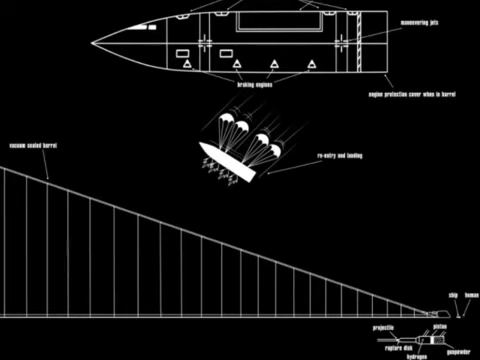 maneuvering jets
braking engines
engine protection cover when in barrel
vacuum sealed barrel
re-entry and landing
ship
human
projectile
piston
rupture disk
hydrogen
gunpowder